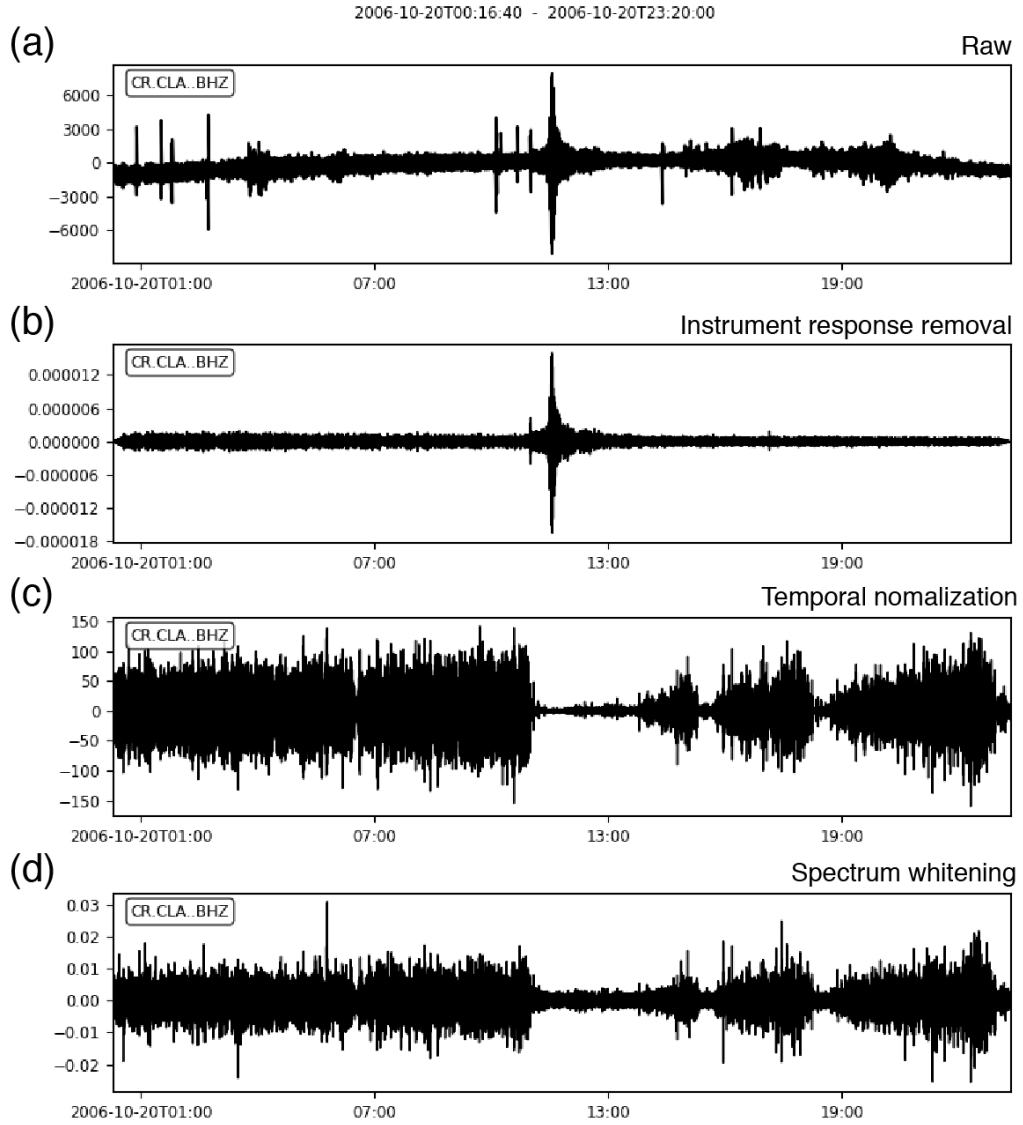 2006-10-20T00:16:40 - 2006-10-20T23:20:00
(a)
Raw
CR.CLA..BHZ
6000
3000
0
−3000
−6000
2006-10-20T01:00 07:00 13:00 19:00
(b)
Instrument response removal
CR.CLA..BHZ
0.000012
0.000006
0.000000
−0.000006
−0.000012
−0.000018
2006-10-20T01:00 07:00 13:00 19:00
(c)
Temporal nomalization
CR.CLA..BHZ
150
100
50
0
−50
−100
−150
2006-10-20T01:00 07:00 13:00 19:00
(d)
Spectrum whitening
CR.CLA..BHZ
0.03
0.02
0.01
0.00
−0.01
−0.02
2006-10-20T01:00 07:00 13:00 19:00